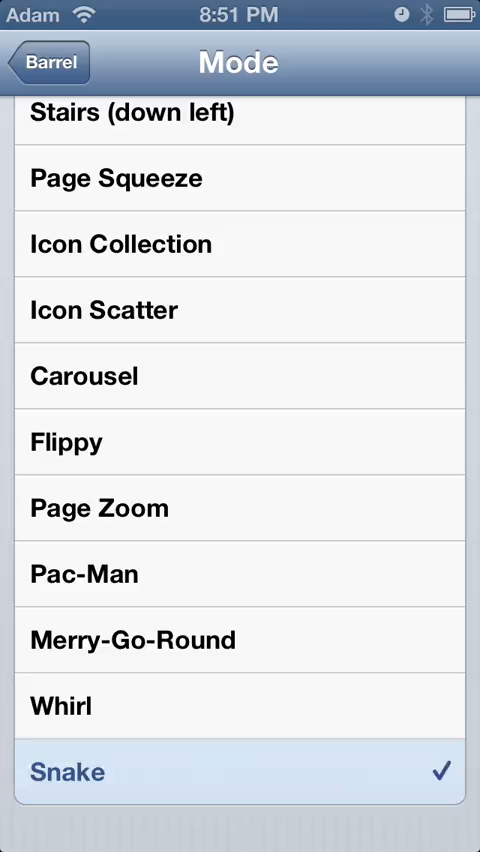 Adam 8:51 PM
Barrel Mode
Stairs (down left)
Page Squeeze
Icon Collection
Icon Scatter
Carousel
Flippy
Page Zoom
Pac-Man
Merry-Go-Round
Whirl
Snake